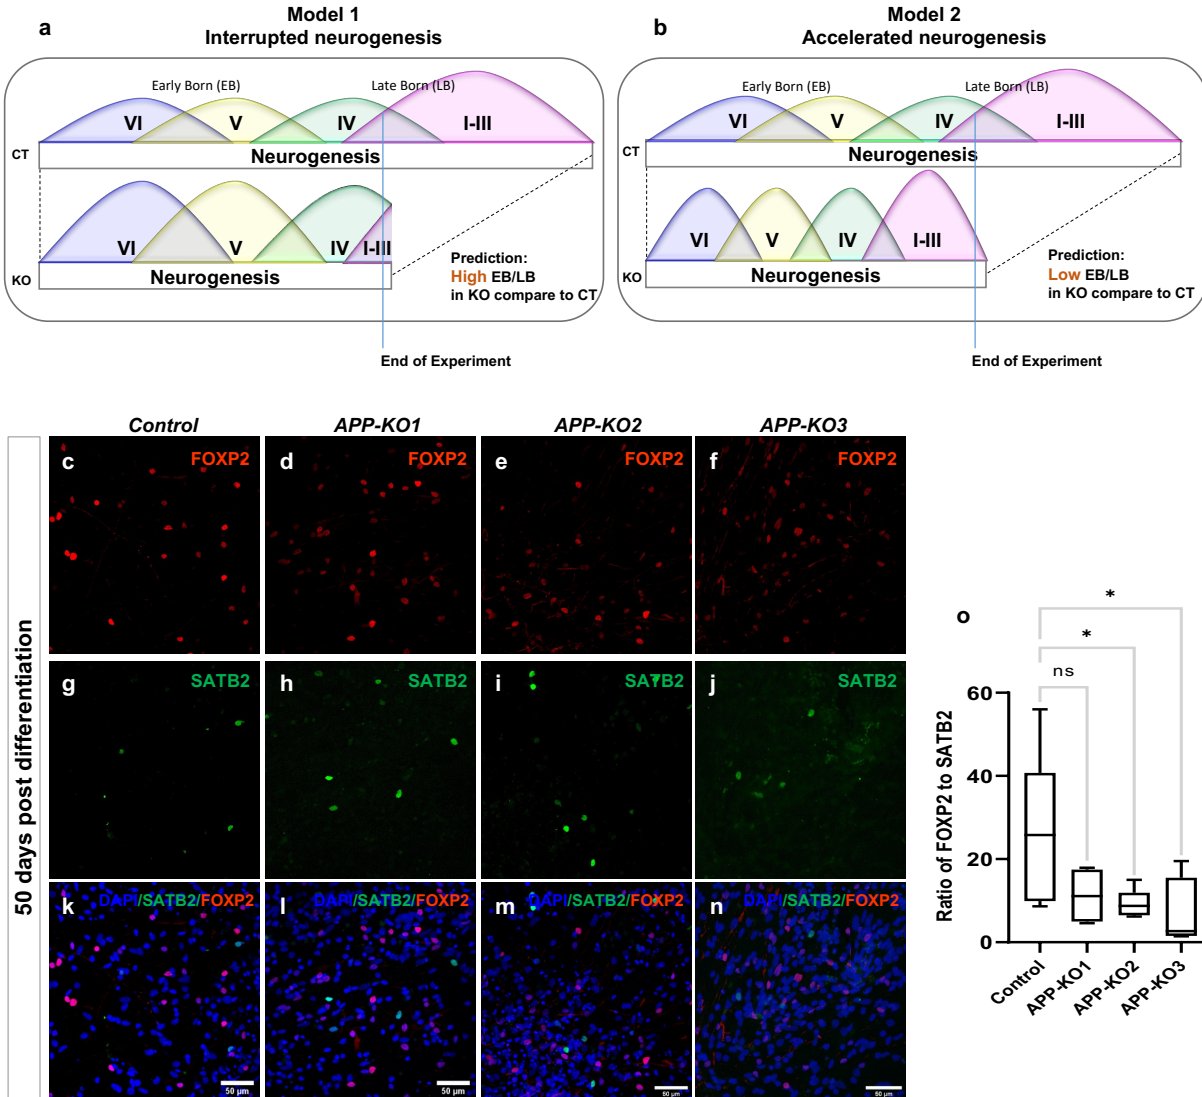 a
Model 1
Interrupted neurogenesis
Early Born (EB)
Late Born (LB)
VI
V
IV
I-III
CT
Neurogenesis
VI
V
IV
I-III
KO
Neurogenesis
Prediction:
High EB/LB
in KO compare to CT
End of Experiment
b
Model 2
Accelerated neurogenesis
Early Born (EB)
Late Born (LB)
VI
V
IV
I-III
CT
Neurogenesis
VI
V
IV
I-III
KO
Neurogenesis
Prediction:
Low EB/LB
in KO compare to CT
End of Experiment
50 days post differentiation
Control
APP-KO1
APP-KO2
APP-KO3
c
FOXP2
d
FOXP2
e
FOXP2
f
FOXP2
g
SATB2
h
SATB2
i
SATB2
j
SATB2
k
DAPI/SATB2/FOXP2
50 µm
l
DAPI/SATB2/FOXP2
50 µm
m
DAPI/SATB2/FOXP2
50 µm
n
DAPI/SATB2/FOXP2
50 µm
o
*
*
ns
Ratio of FOXP2 to SATB2
60
40
20
0
Control
APP-KO1
APP-KO2
APP-KO3